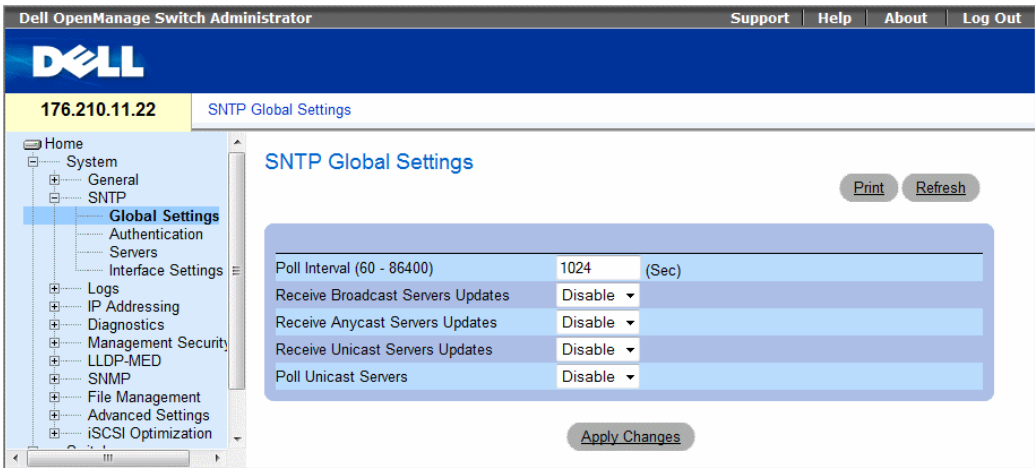 Dell OpenManage Switch Administrator
Support Help About Log Out
DELL
176.210.11.22
SNTP Global Settings
Home
System
General
SNTP
Global Settings
Authentication
Servers
Interface Settings
Logs
IP Addressing
Diagnostics
Management Security
LLDP-MED
SNMP
File Management
Advanced Settings
iSCSI Optimization
SNTP Global Settings
Print Refresh
Poll Interval (60 - 86400) 1024 (Sec)
Receive Broadcast Servers Updates Disable
Receive Anycast Servers Updates Disable
Receive Unicast Servers Updates Disable
Poll Unicast Servers Disable
Apply Changes